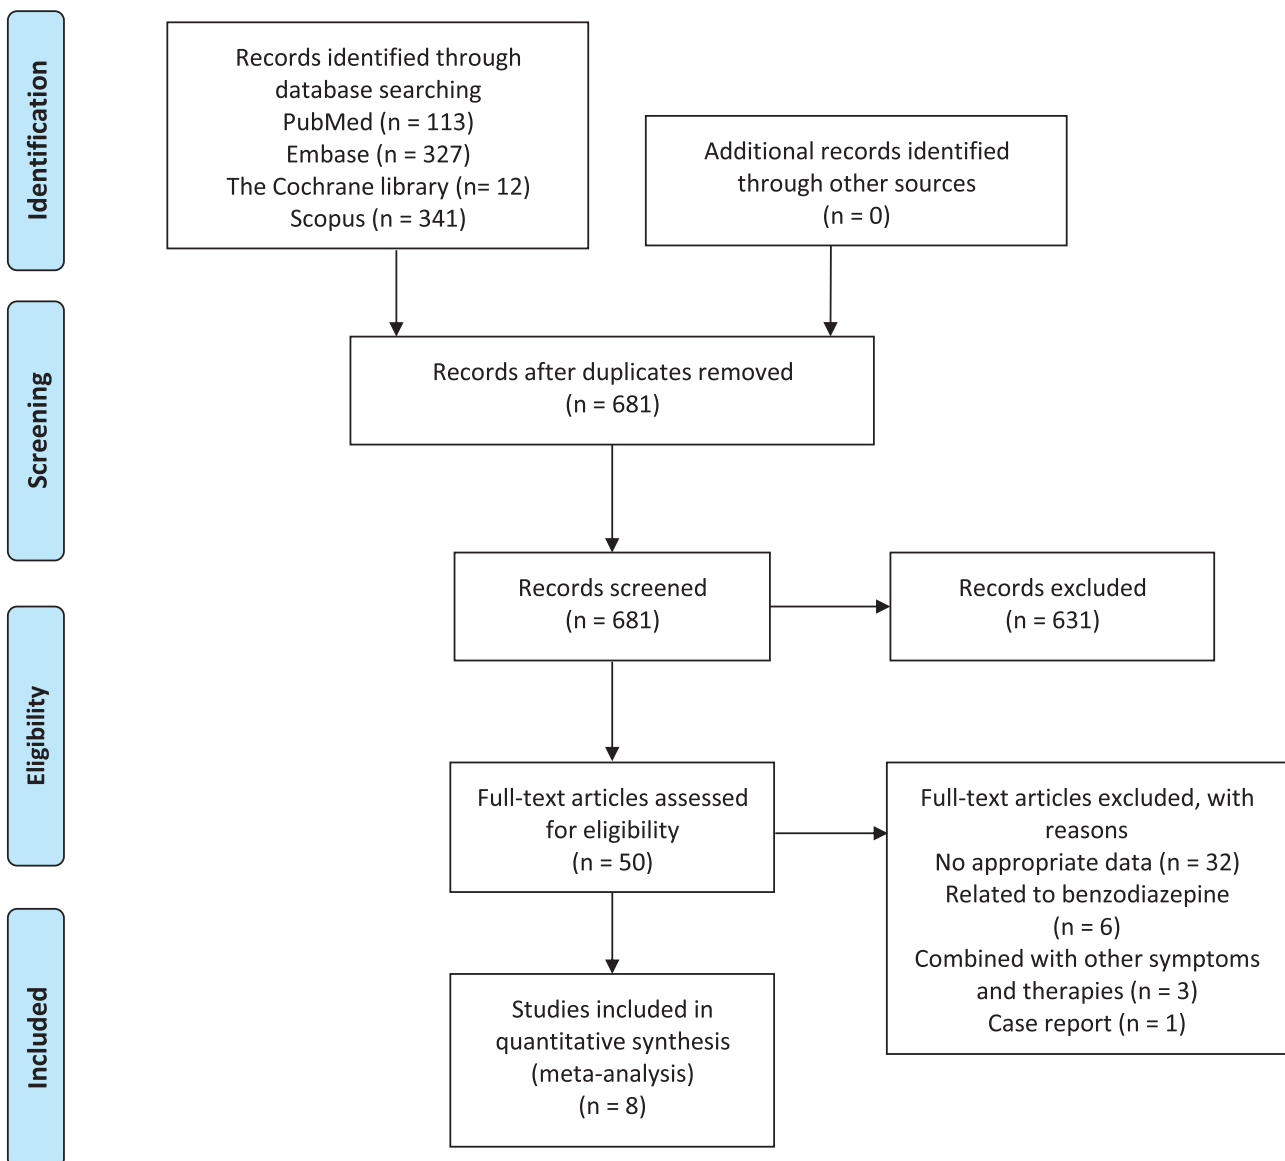 Identification
Records identified through
database searching
PubMed (n = 113)
Embase (n = 327)
The Cochrane library (n= 12)
Scopus (n = 341)
Additional records identified
through other sources
(n = 0)
Screening
Records after duplicates removed
(n = 681)
Records screened
(n = 681)
Records excluded
(n = 631)
Eligibility
Full-text articles assessed
for eligibility
(n = 50)
Full-text articles excluded, with
reasons
No appropriate data (n = 32)
Related to benzodiazepine
(n = 6)
Combined with other symptoms
and therapies (n = 3)
Case report (n = 1)
Included
Studies included in
quantitative synthesis
(meta-analysis)
(n = 8)